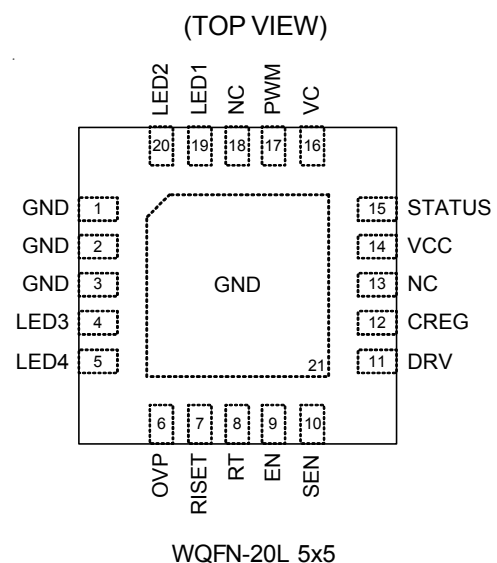 (TOP VIEW)
LED2
LED1
NC
PWM
VC
20
19
18
17
16
GND 1
GND 2
GND 3
LED3 4
LED4 5
GND
21
15 STATUS
14 VCC
13 NC
12 CREG
11 DRV
6
7
8
9
10
OVP
RISET
RT
EN
SEN
WQFN-20L 5x5